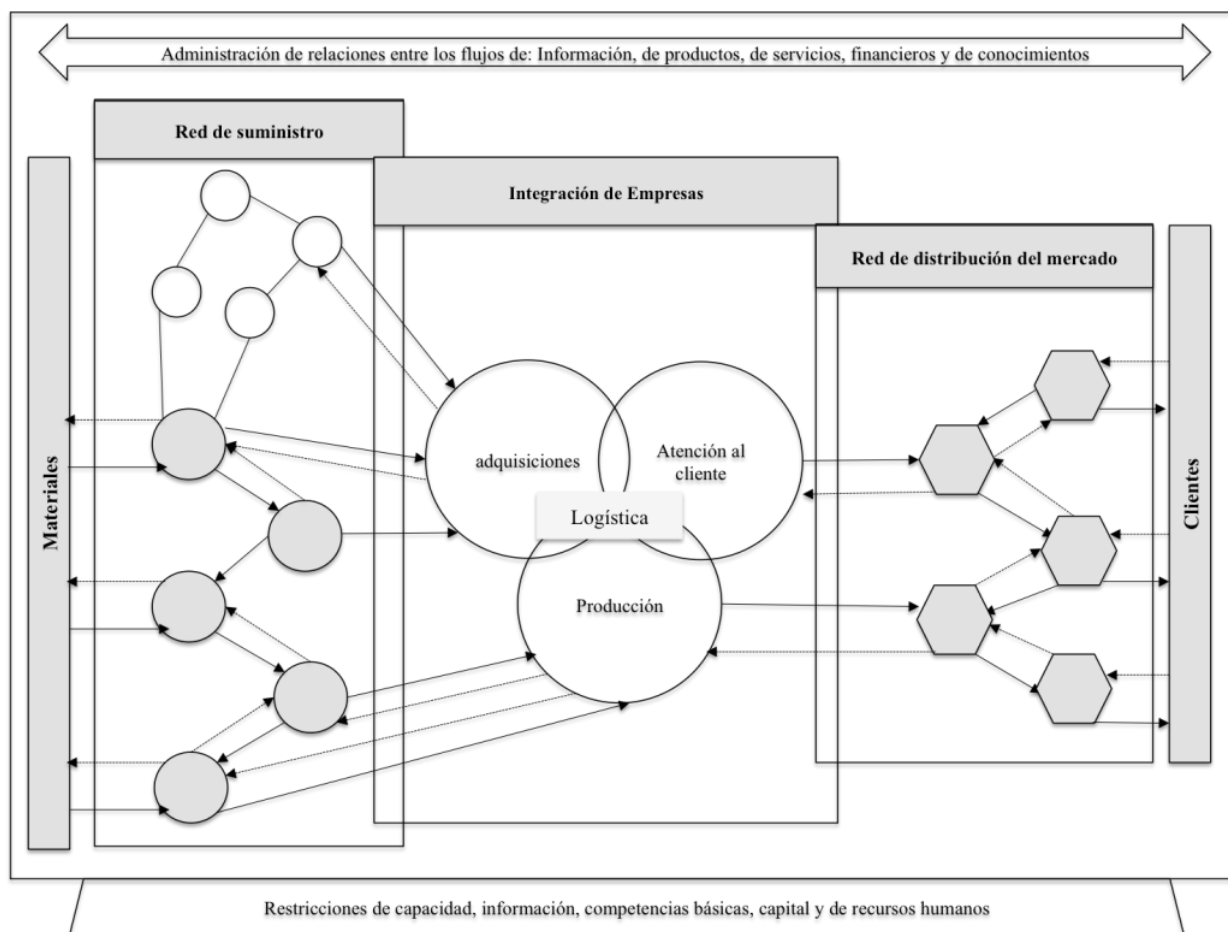 Administración de relaciones entre los flujos de: Información, de productos, de servicios, financieros y de conocimientos
Red de suministro
Integración de Empresas
Red de distribución del mercado
Materiales
adquisiciones
Atención al
cliente
Logística
Producción
Clientes
Restricciones de capacidad, información, competencias básicas, capital y de recursos humanos